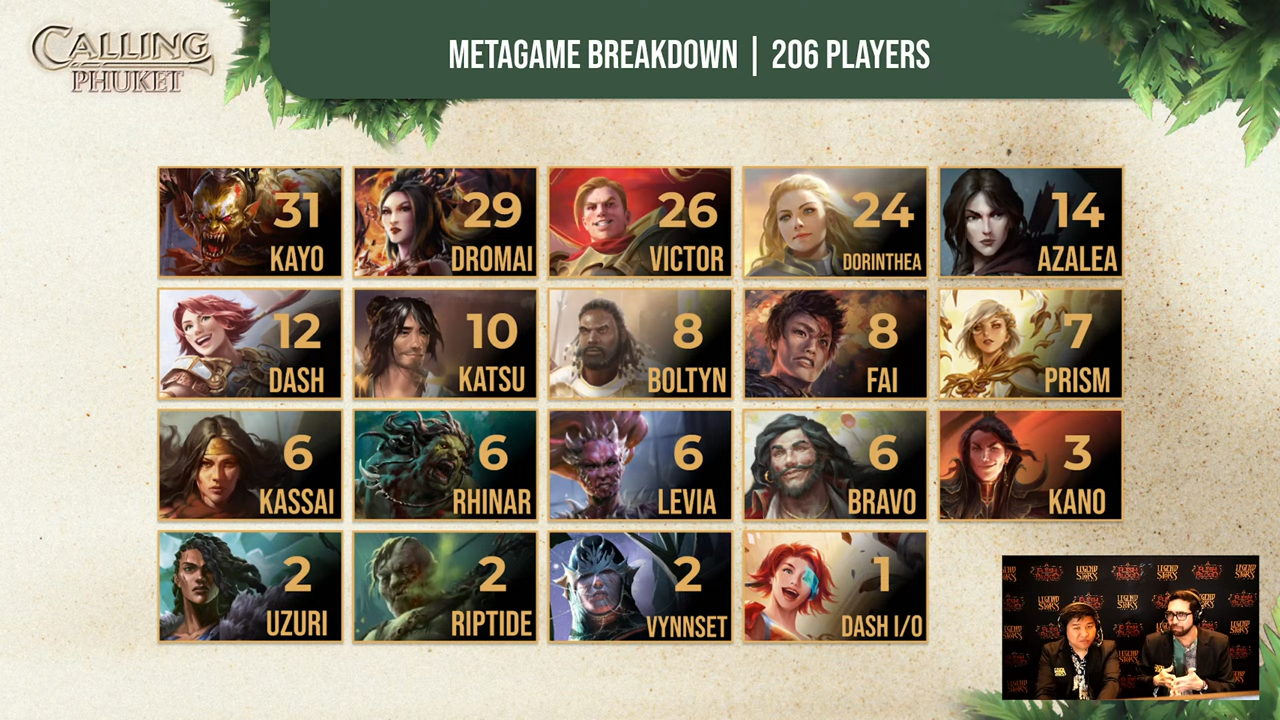 CALLING
PHUKET
METAGAME BREAKDOWN | 206 PLAYERS
31
KAYO
29
DROMAI
26
VICTOR
24
DORINTHEA
14
AZALEA
12
DASH
10
KATSU
8
BOLTYN
8
FAI
7
PRISM
6
KASSAI
6
RHINAR
6
LEVIA
6
BRAVO
3
KANO
2
UZURI
2
RIPTIDE
2
VYNNSET
1
DASH I/O
LEGEND
STORY